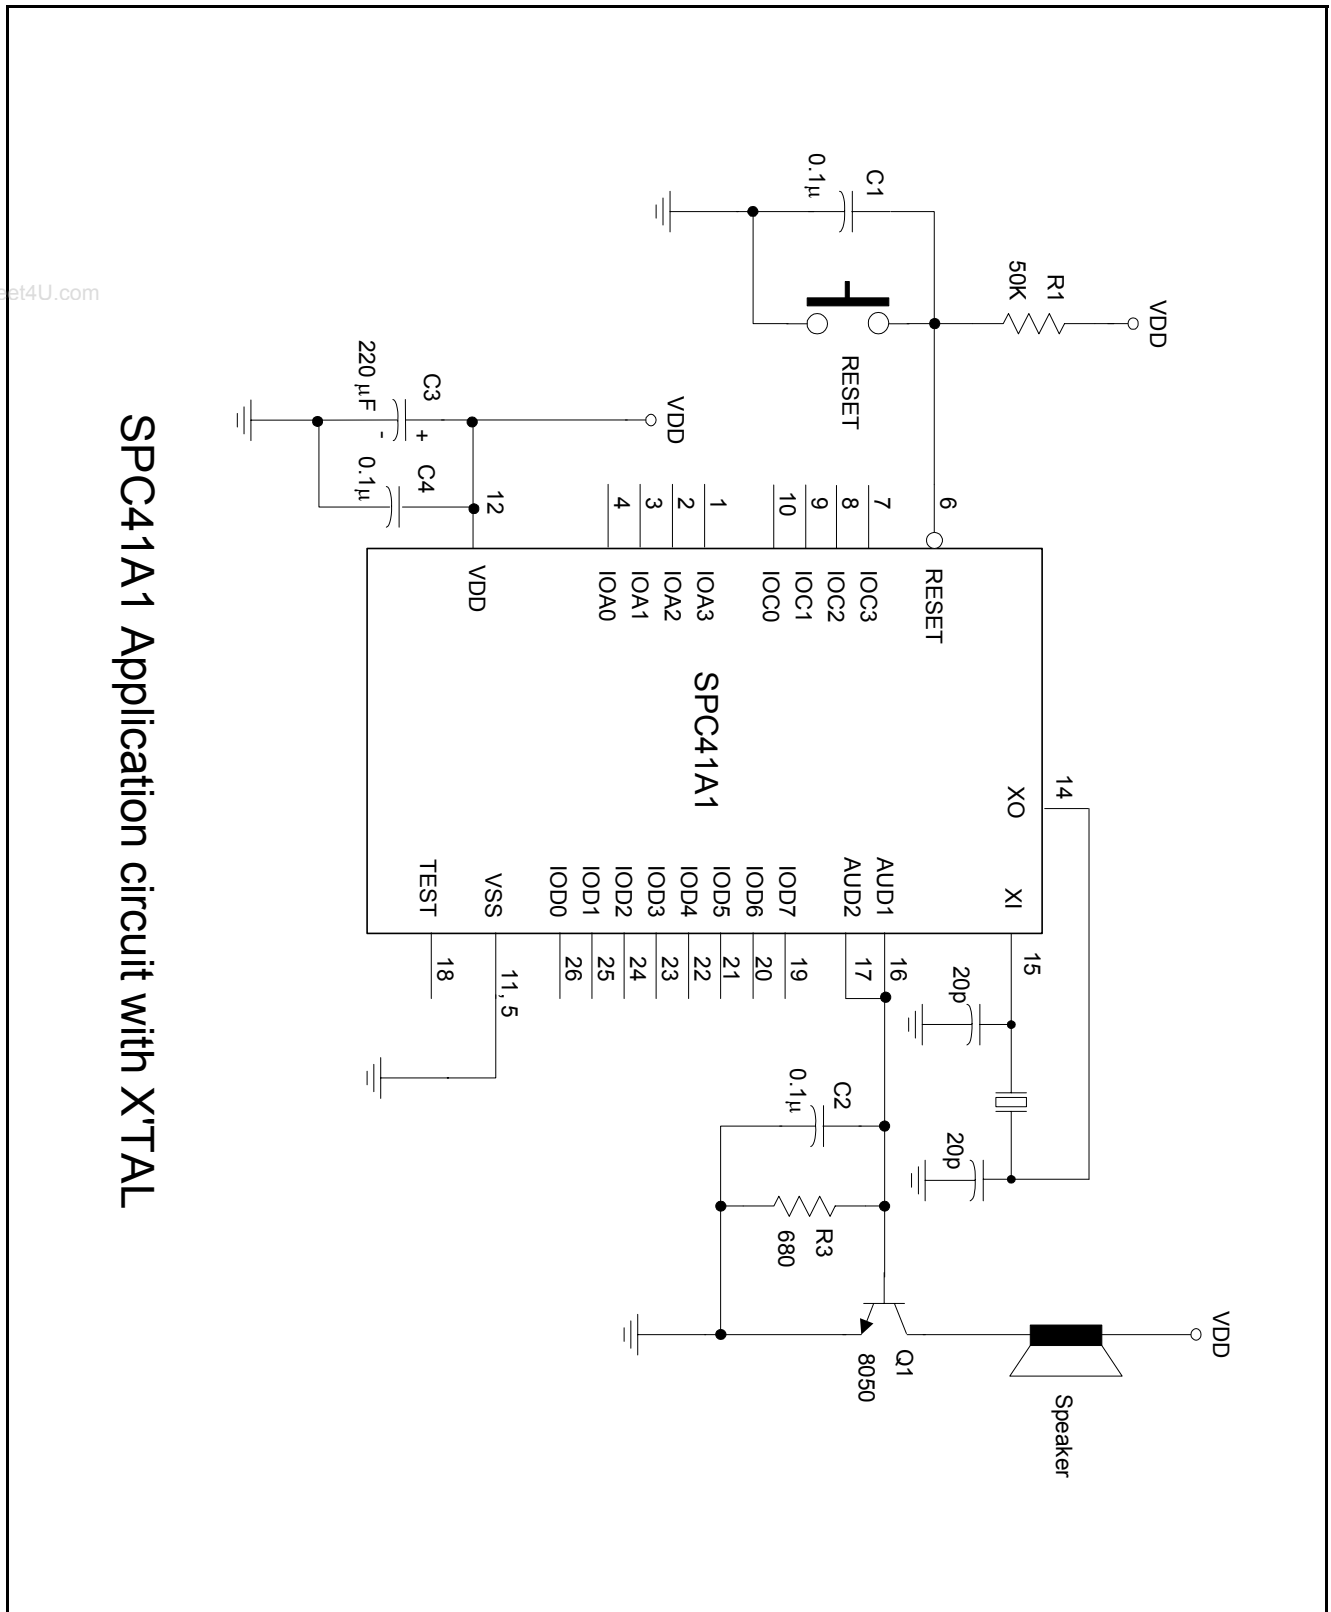 VDD
R1
50K
C1
0.1μ
RESET
VDD
C3
220 μF
+
-
C4
0.1μ
6
7
8
9
10
1
2
3
4
12
RESET
IOC3
IOC2
IOC1
IOC0
IOA3
IOA2
IOA1
IOA0
VDD
SPC41A1
XO
14
XI
15
AUD1
16
AUD2
17
IOD7
19
IOD6
20
IOD5
21
IOD4
22
IOD3
23
IOD2
24
IOD1
25
IOD0
26
VSS
11, 5
TEST
18
20p
20p
C2
0.1μ
R3
680
Q1
8050
VDD
Speaker
SPC41A1 Application circuit with X'TAL
et4U.com